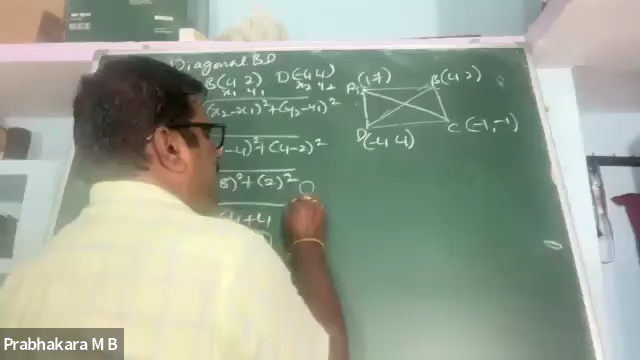 BOSCH
Diagonal BD
B(4, 2) D(-4, 4)
x₁ y₁ x₂ y₂
(x₂-x₁)²+(y₂-y₁)²
-4)²+(4-2)²
8)²+(2)²
A(1,7)
B(4,2)
C(-1,-1)
D(-4,4)
Prabhakara M B